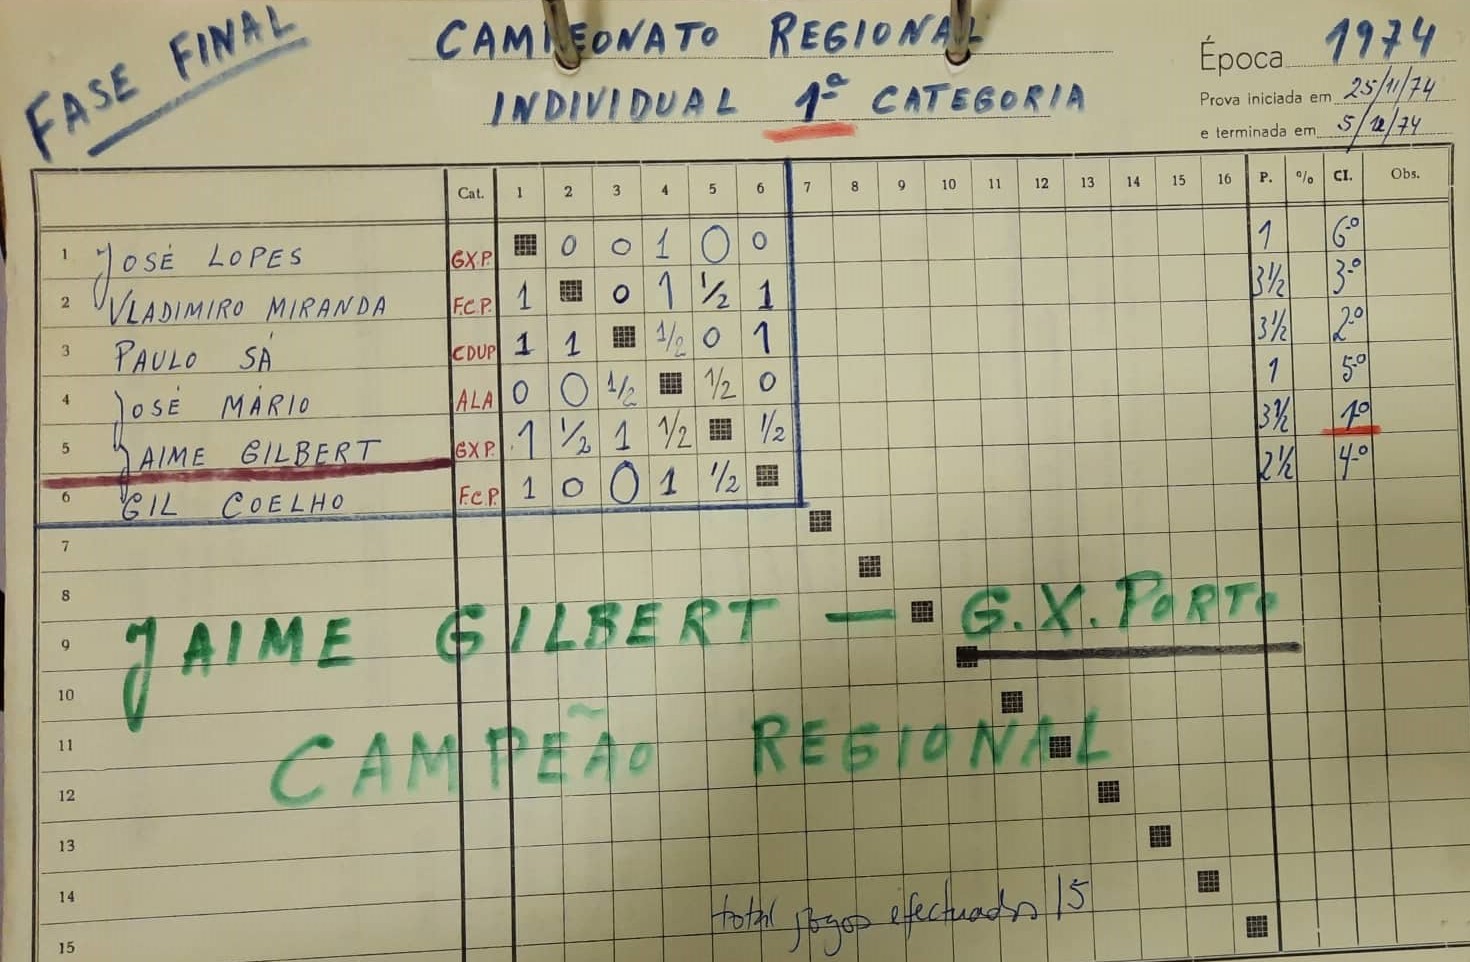 FASE FINAL
CAMPEONATO REGIONAL
INDIVIDUAL 1ª CATEGORIA
Época 1974
Prova iniciada em 25/11/74
e terminada em 5/12/74
Cat. 1 2 3 4 5 6 7 8 9 10 11 12 13 14 15 16 P. % Cl. Obs.
1 JOSÉ LOPES GXP. 0 0 1 0 0 1 6º
2 VLADIMIRO MIRANDA F.C.P. 1 0 1 ½ 1 3½ 3º
3 PAULO SÁ CDUP 1 1 ½ 0 1 3½ 2º
4 JOSÉ MÁRIO ALA 0 0 ½ ½ 0 1 5º
5 JAIME GILBERT GXP. 1 ½ 1 ½ ½ 3½ 1º
6 GIL COELHO F.C.P. 1 0 0 1 ½ 2½ 4º
7
8
JAIME GILBERT — G.X.PORTO
9
10
11
CAMPEÃO REGIONAL
12
13
14
total jogos efectuados 15
15